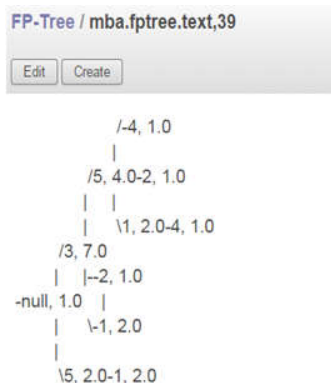 FP-Tree / mba.fptree.text,39
Edit Create
/-4, 1.0
|
/5, 4.0-2, 1.0
| |
| \1, 2.0-4, 1.0
/3, 7.0
| |--2, 1.0
-null, 1.0 |
| \-1, 2.0
|
\5, 2.0-1, 2.0